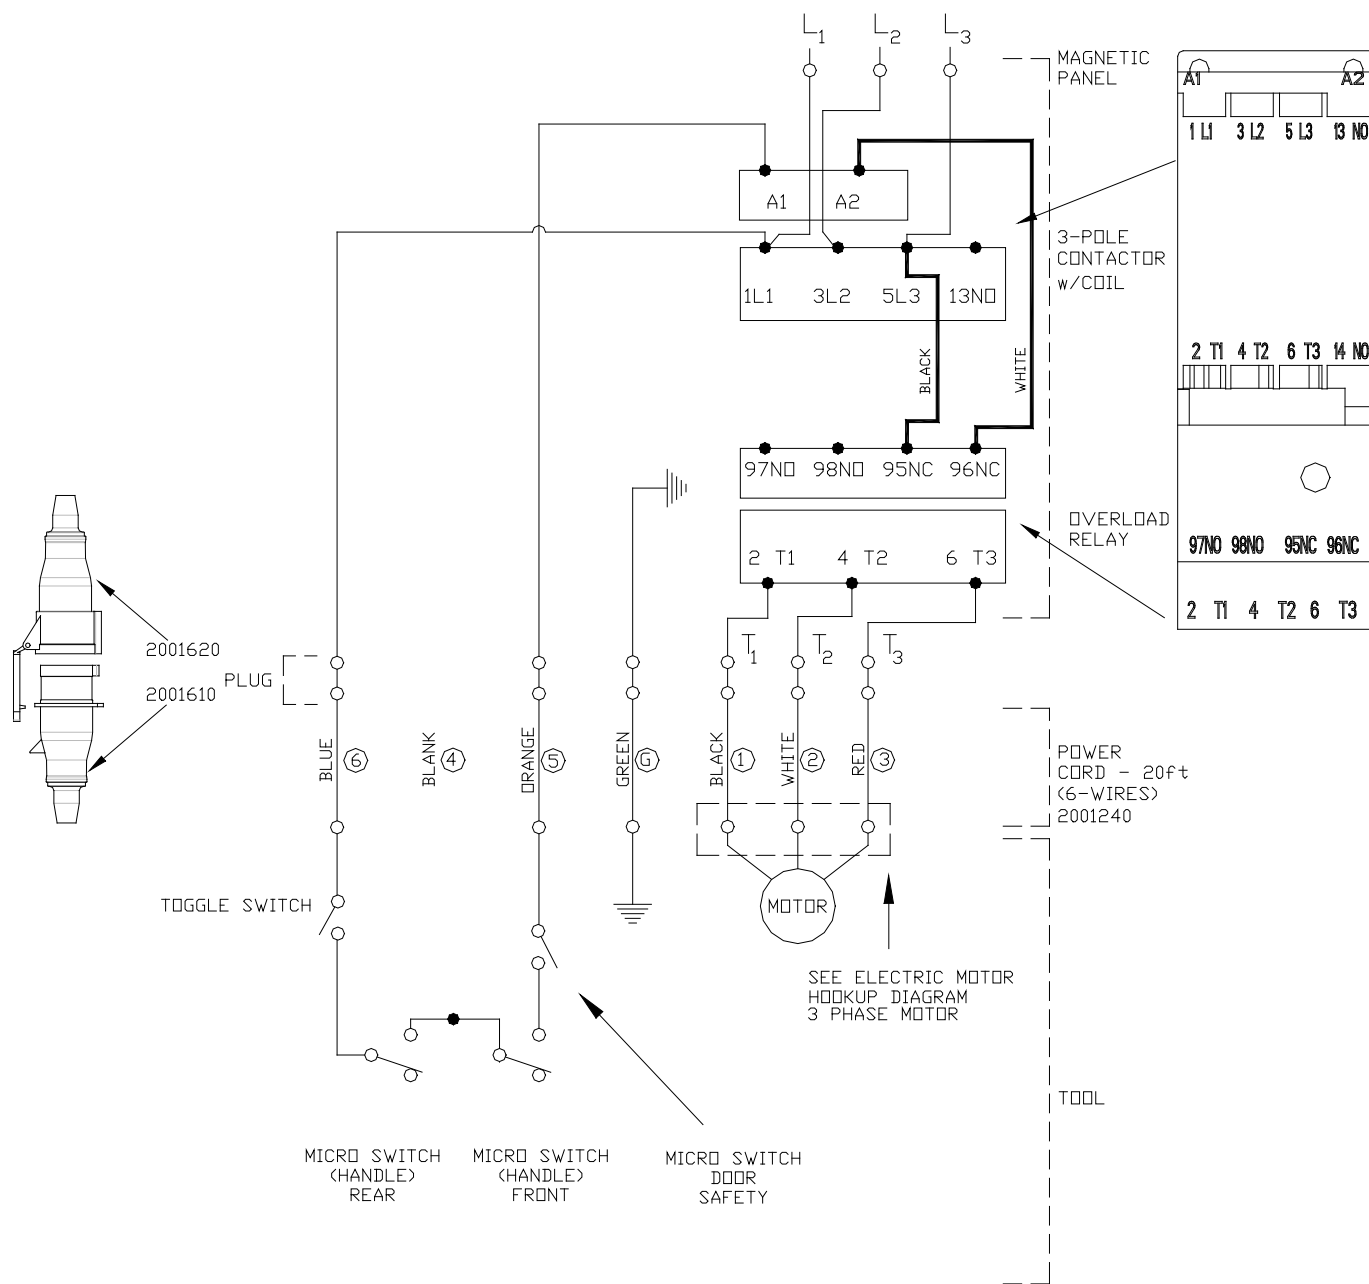 L1 L2 L3
MAGNETIC
PANEL
A1 A2
1 L1 3 L2 5 L3 13 NO
A1 A2
3-POLE
CONTACTOR
w/COIL
1L1 3L2 5L3 13NO
BLACK
WHITE
2 T1 4 T2 6 T3 14 NO
97NO 98NO 95NC 96NC
OVERLOAD
RELAY
97NO 98NO 95NC 96NC
2 T1 4 T2 6 T3
2 T1 4 T2 6 T3
T1 T2 T3
2001620
PLUG
2001610
BLUE 6
BLANK 4
ORANGE 5
GREEN G
BLACK 1
WHITE 2
RED 3
POWER
CORD - 20ft
(6-WIRES)
2001240
TOGGLE SWITCH
MOTOR
SEE ELECTRIC MOTOR
HOOKUP DIAGRAM
3 PHASE MOTOR
TOOL
MICRO SWITCH
(HANDLE)
REAR
MICRO SWITCH
(HANDLE)
FRONT
MICRO SWITCH
DOOR
SAFETY